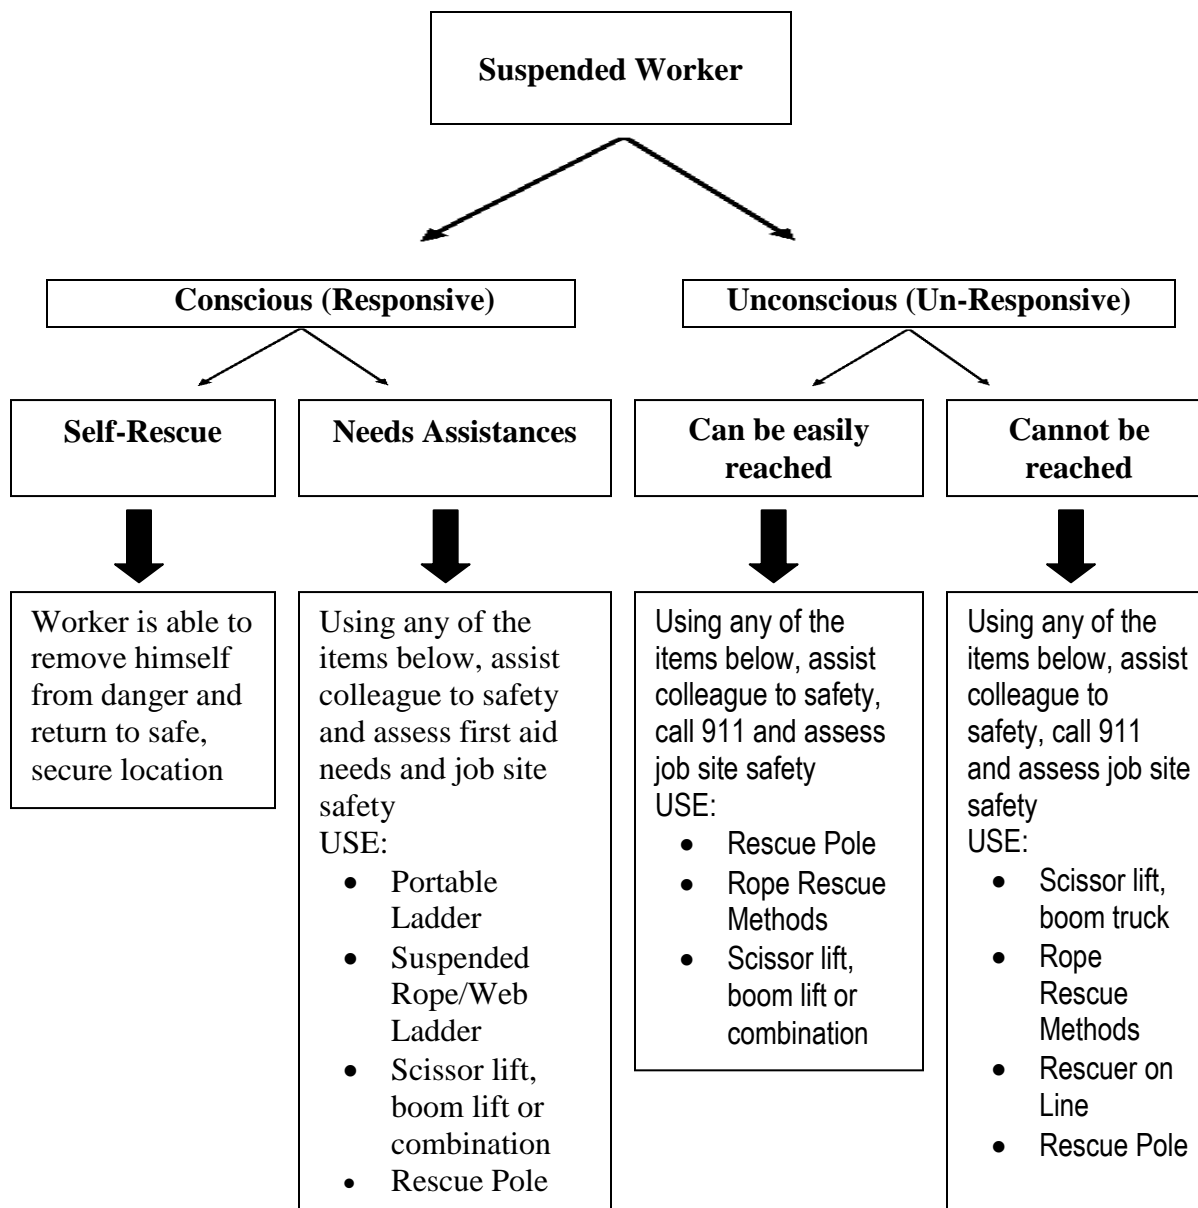 Suspended Worker
Conscious (Responsive)
Unconscious (Un-Responsive)
Self-Rescue
Needs Assistances
Can be easily
reached
Cannot be
reached
Worker is able to
remove himself
from danger and
return to safe,
secure location
Using any of the
items below, assist
colleague to safety
and assess first aid
needs and job site
safety
USE:
• Portable
Ladder
• Suspended
Rope/Web
Ladder
• Scissor lift,
boom lift or
combination
• Rescue Pole
Using any of the
items below, assist
colleague to safety,
call 911 and assess
job site safety
USE:
• Rescue Pole
• Rope Rescue
Methods
• Scissor lift,
boom lift or
combination
Using any of the
items below, assist
colleague to
safety, call 911
and assess job site
safety
USE:
• Scissor lift,
boom truck
• Rope
Rescue
Methods
• Rescuer on
Line
• Rescue Pole